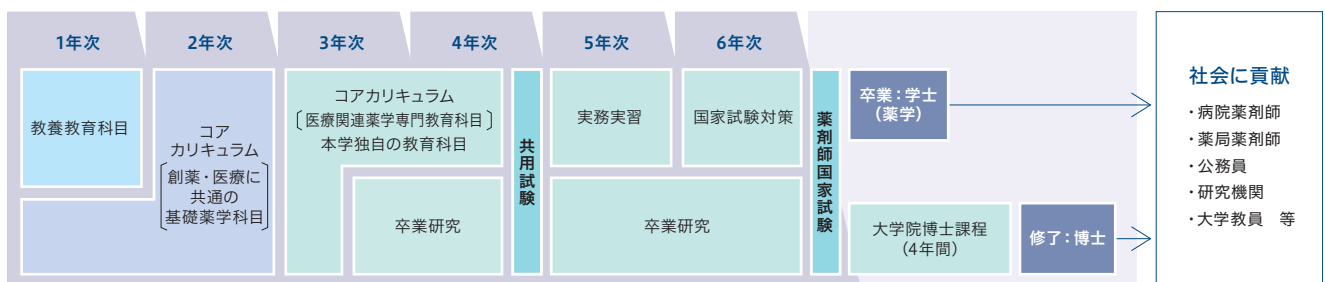 1年次
2年次
3年次
4年次
5年次
6年次
教養教育科目
コア
カリキュラム
創薬・医療に
共通の
基礎薬学科目
コアカリキュラム
〔医療関連薬学専門教育科目〕
本学独自の教育科目
卒業研究
共用試験
実務実習
国家試験対策
卒業研究
薬剤師国家試験
卒業：学士
（薬学）
大学院博士課程
（4年間）
修了：博士
社会に貢献
・病院薬剤師
・薬局薬剤師
・公務員
・研究機関
・大学教員　等